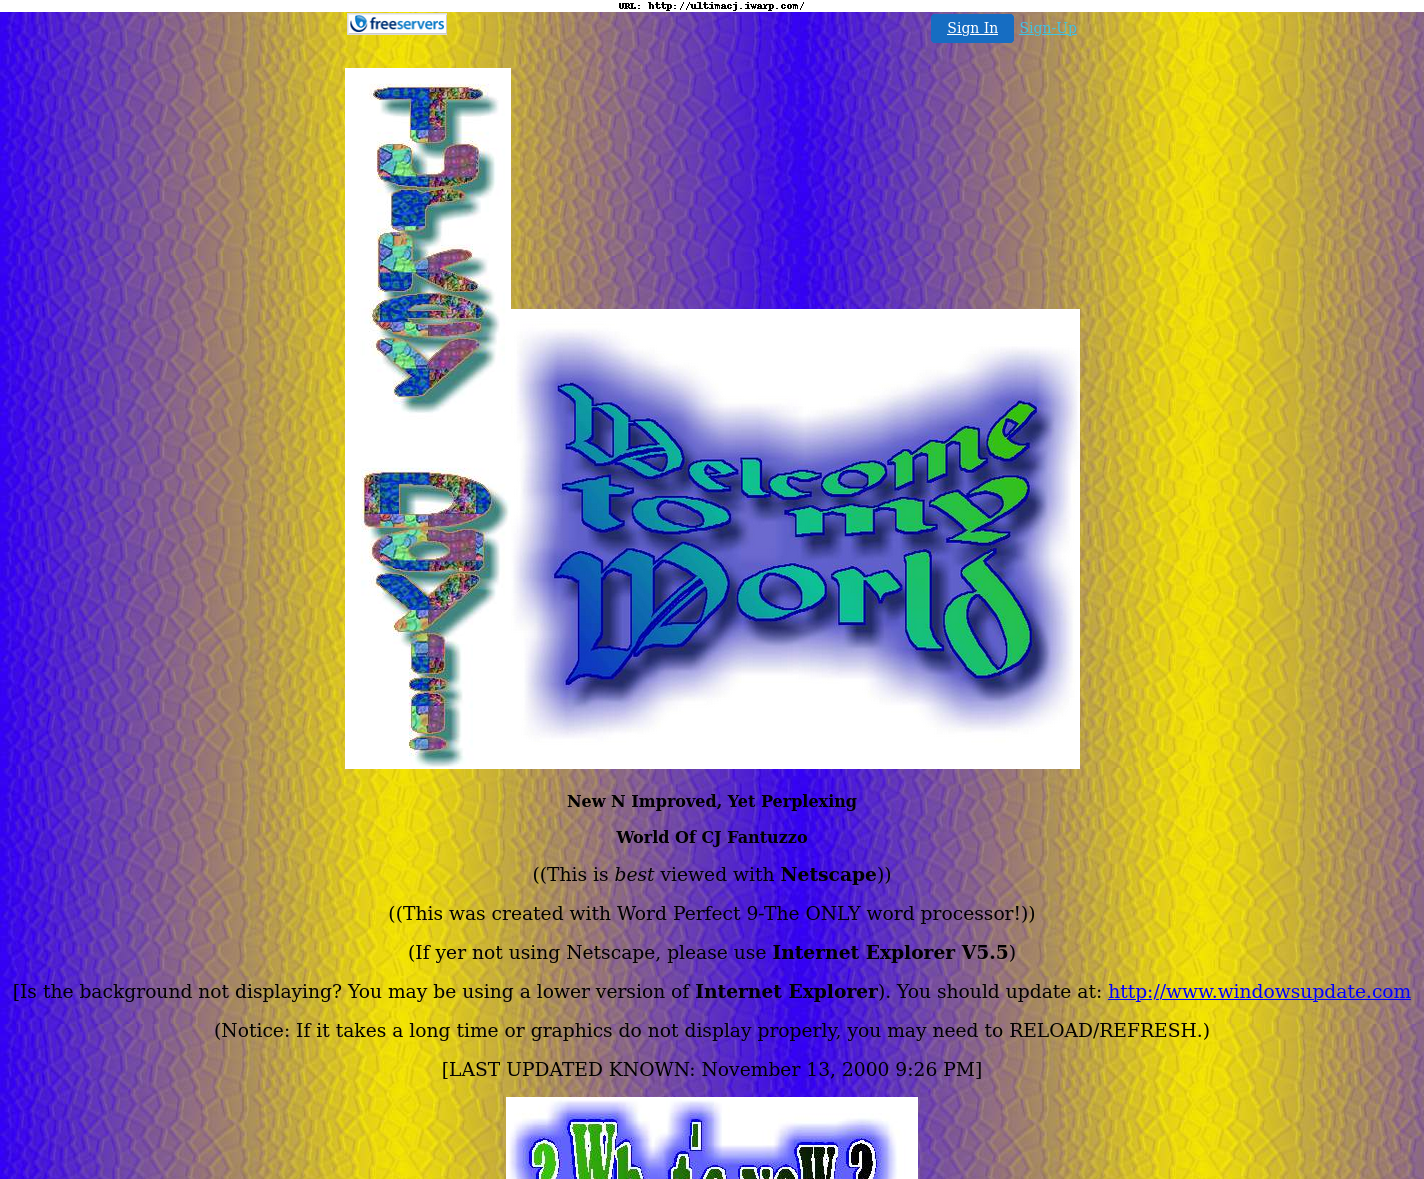 URL: http://ultimacj.iwarp.com/
freeservers
Sign In Sign-Up
Turkey
Dayii
Welcome
to my
World
New N Improved, Yet Perplexing
World Of CJ Fantuzzo
((This is best viewed with Netscape))
((This was created with Word Perfect 9-The ONLY word processor!))
(If yer not using Netscape, please use Internet Explorer V5.5)
[Is the background not displaying? You may be using a lower version of Internet Explorer). You should update at: http://www.windowsupdate.com
(Notice: If it takes a long time or graphics do not display properly, you may need to RELOAD/REFRESH.)
[LAST UPDATED KNOWN: November 13, 2000 9:26 PM]